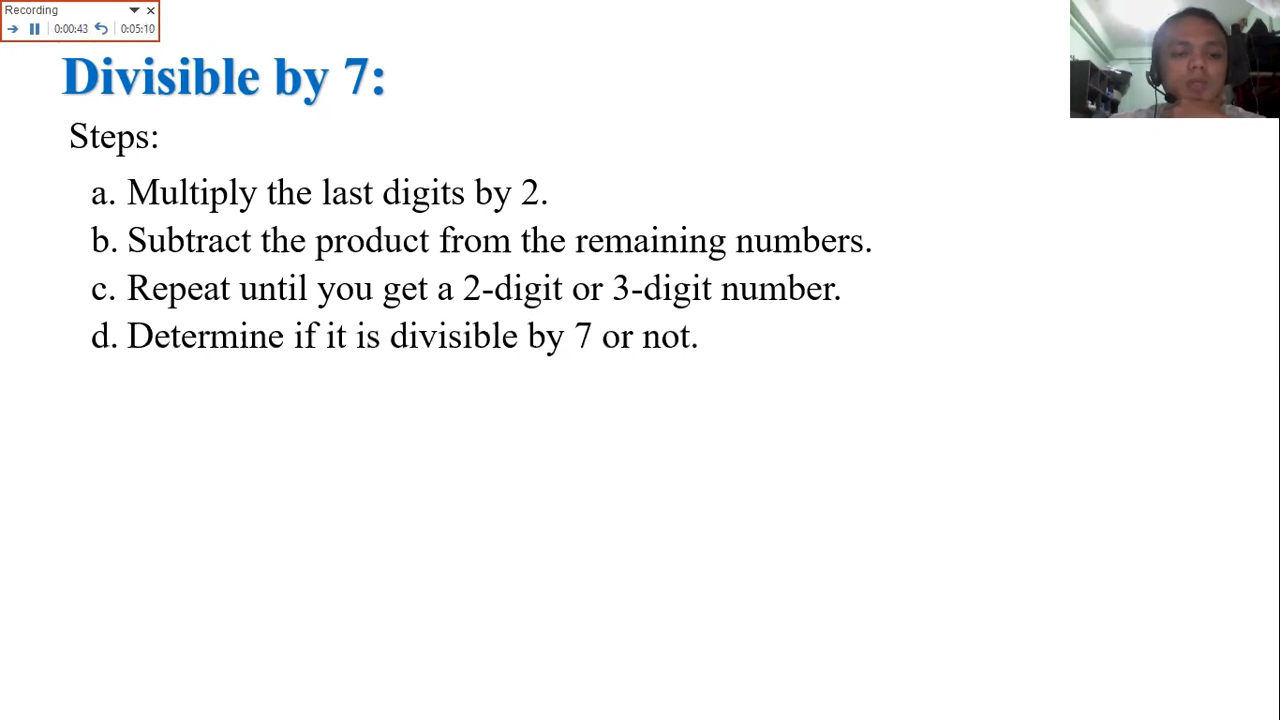 Recording
0:00:43 0:05:10
Divisible by 7:
Steps:
a. Multiply the last digits by 2.
b. Subtract the product from the remaining numbers.
c. Repeat until you get a 2-digit or 3-digit number.
d. Determine if it is divisible by 7 or not.